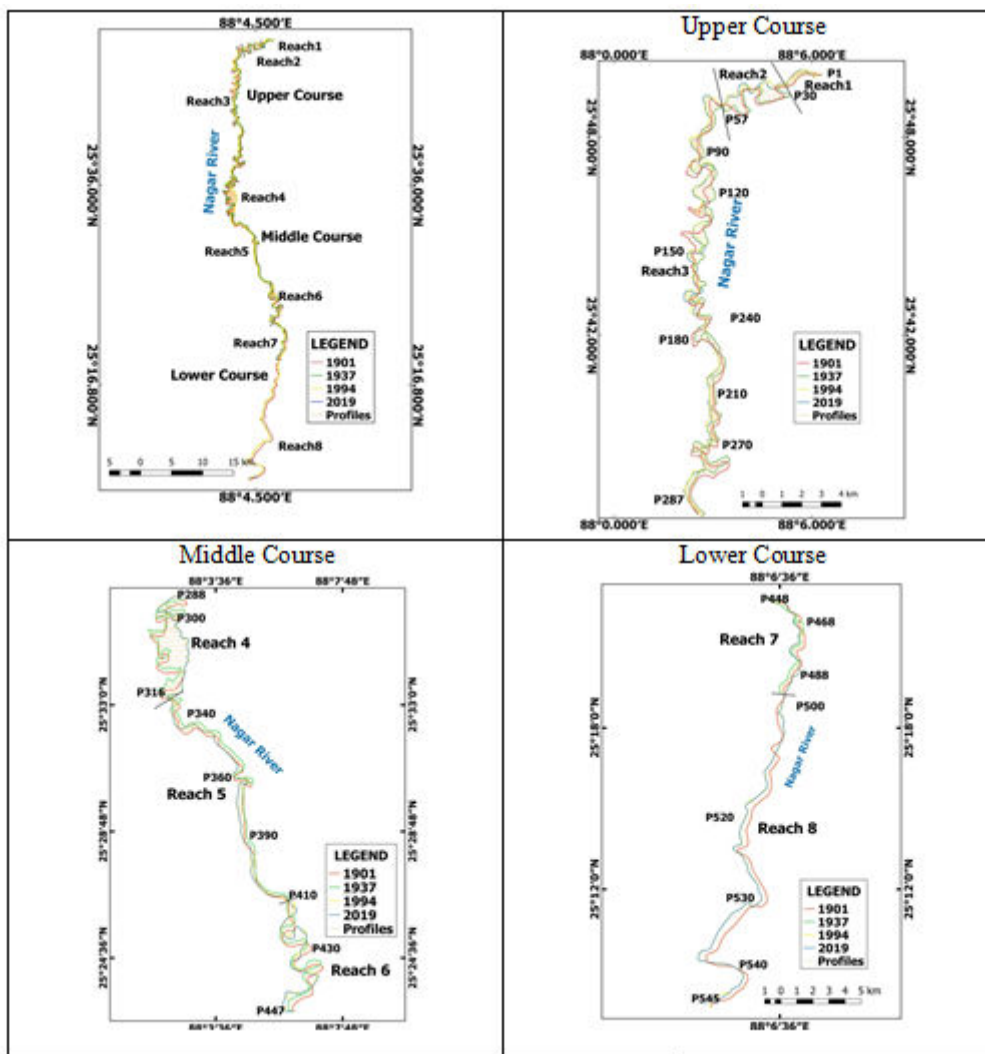 88°4.500'E
Reach1
Reach2
Reach3
Upper Course
Nagar River
25°36.000'N
25°36.000'N
Reach4
Middle Course
Reach5
Reach6
Reach7
Lower Course
25°16.800'N
25°16.800'N
LEGEND
1901
1937
1994
2019
Profiles
Reach8
5 0 5 10 15 km
88°4.500'E
Upper Course
88°0.000'E
88°6.000'E
Reach2
P1
Reach1
P30
P57
25°48.000'N
25°48.000'N
P90
P120
Nagar River
P150
Reach3
P240
P180
25°42.000'N
25°42.000'N
LEGEND
1901
1937
1994
2019
Profiles
P210
P270
P287
1 0 1 2 3 4 km
88°0.000'E
88°6.000'E
Middle Course
88°3'36"E
88°7'48"E
P288
P300
Reach 4
P316
25°33'0"N
25°33'0"N
P340
Nagar River
P360
Reach 5
25°28'48"N
25°28'48"N
P390
LEGEND
1901
1937
1994
2019
Profiles
P410
P430
25°24'36"N
25°24'36"N
Reach 6
P447
88°3'36"E
88°7'48"E
Lower Course
88°6'36"E
P448
P468
Reach 7
P488
P500
25°18'0"N
25°18'0"N
Nagar River
P520
Reach 8
25°12'0"N
25°12'0"N
P530
LEGEND
1901
1937
1994
2019
Profiles
P540
P545
1 0 1 2 3 4 5 km
88°6'36"E